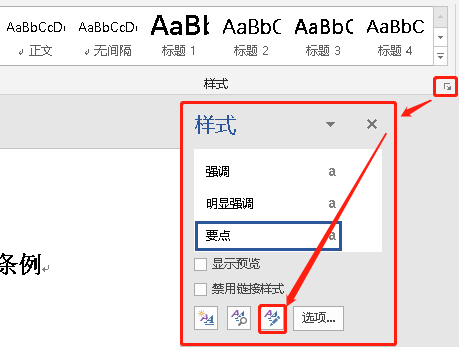 AaBbCcDı AaBbCcDı AaBb AaBbC AaBbC AaBbC
↲ 正文 ↲ 无间隔 标题 1 标题 2 标题 3 标题 4
样式
样式
强调 a
明显强调 a
要点 a
条例
显示预览
禁用链接样式
选项...